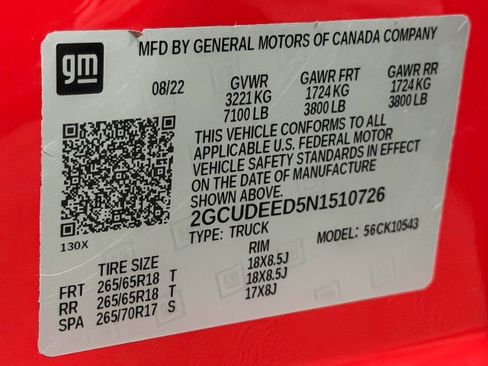 gm
MFD BY GENERAL MOTORS OF CANADA COMPANY
08/22
GVWR
3221 KG
7100 LB
GAWR FRT
1724 KG
3800 LB
GAWR RR
1724 KG
3800 LB
THIS VEHICLE CONFORMS TO ALL
APPLICABLE U.S. FEDERAL MOTOR
VEHICLE SAFETY STANDARDS IN EFFECT
ON THE DATE OF MANUFACTURE
SHOWN ABOVE.
2GCUDEED5N1510726
TYPE: TRUCK MODEL: 56CK10543
130X
TIRE SIZE RIM
FRT 265/65R18 T 18X8.5J
RR 265/65R18 T 18X8.5J
SPA 265/70R17 S 17X8J